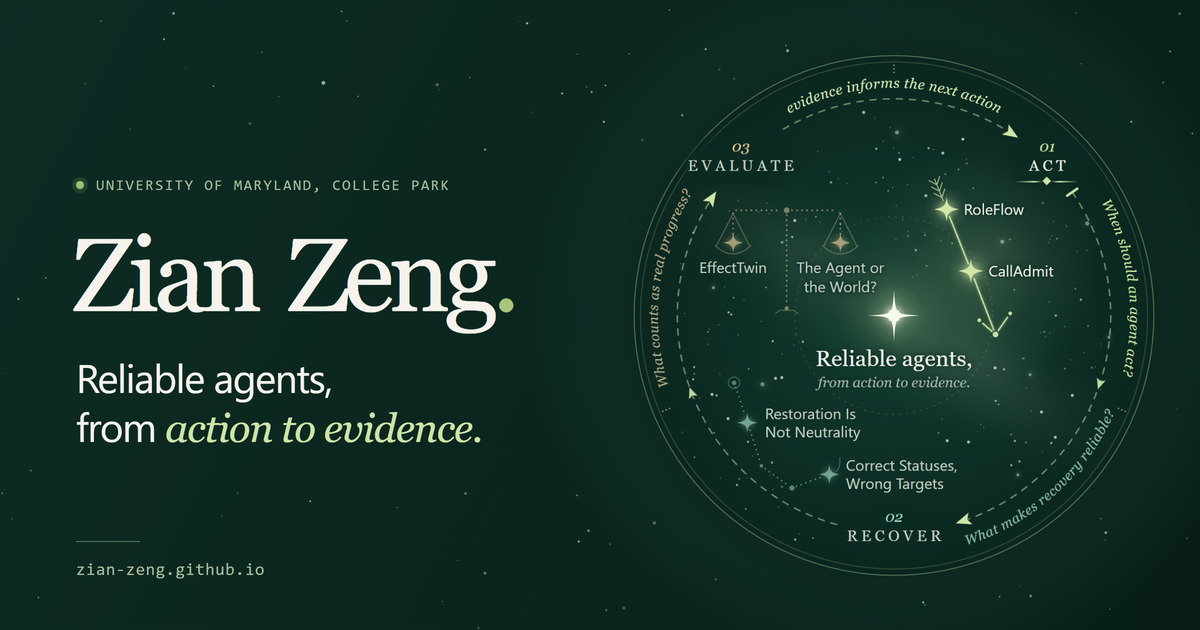 UNIVERSITY OF MARYLAND, COLLEGE PARK
Zian Zeng.
Reliable agents,
from action to evidence.
zian-zeng.github.io
evidence informs the next action
03
EVALUATE
01
ACT
What counts as real progress?
When should an agent act?
RoleFlow
EffectTwin
The Agent or
the World?
CallAdmit
Reliable agents,
from action to evidence.
Restoration Is
Not Neutrality
Correct Statuses,
Wrong Targets
02
RECOVER
What makes recovery reliable?